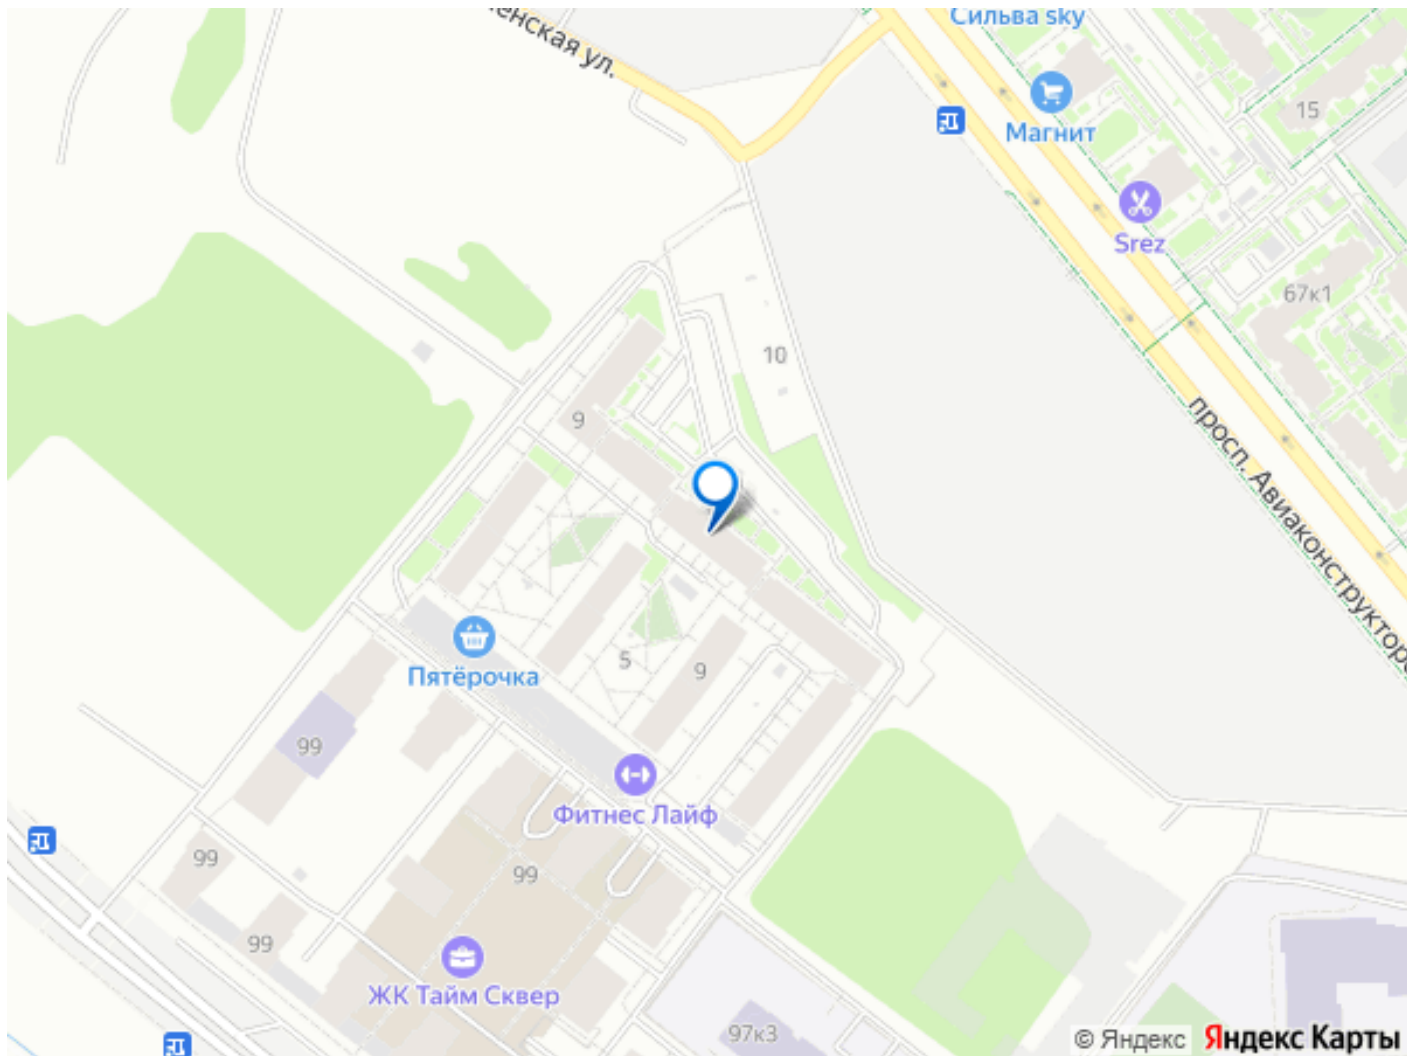 Сильва sky
енская ул.
Магнит
15
Srez
67к1
10
9
просп. Авиаконструкторо
Пятёрочка
5
9
99
Фитнес Лайф
99
99
99
ЖК Тайм Сквер
97к3
© Яндекс Яндекс Карты